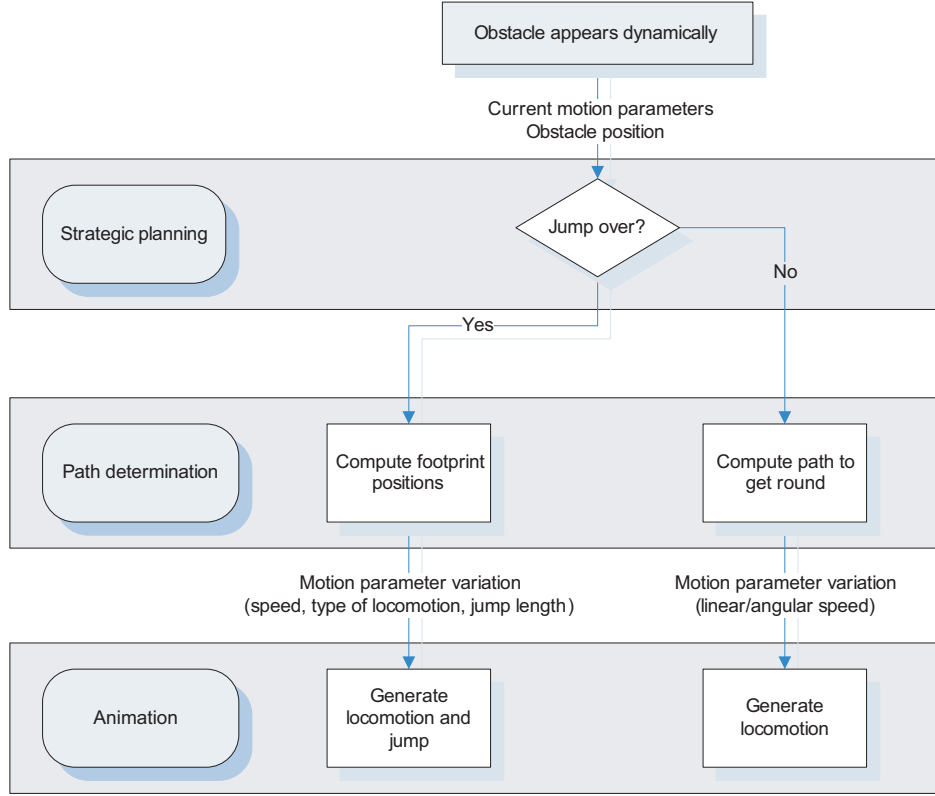 Obstacle appears dynamically
Current motion parameters
Obstacle position
Strategic planning
Jump over?
No
Yes
Path determination
Compute footprint
positions
Compute path to
get round
Motion parameter variation
(speed, type of locomotion, jump length)
Motion parameter variation
(linear/angular speed)
Animation
Generate
locomotion and
jump
Generate
locomotion